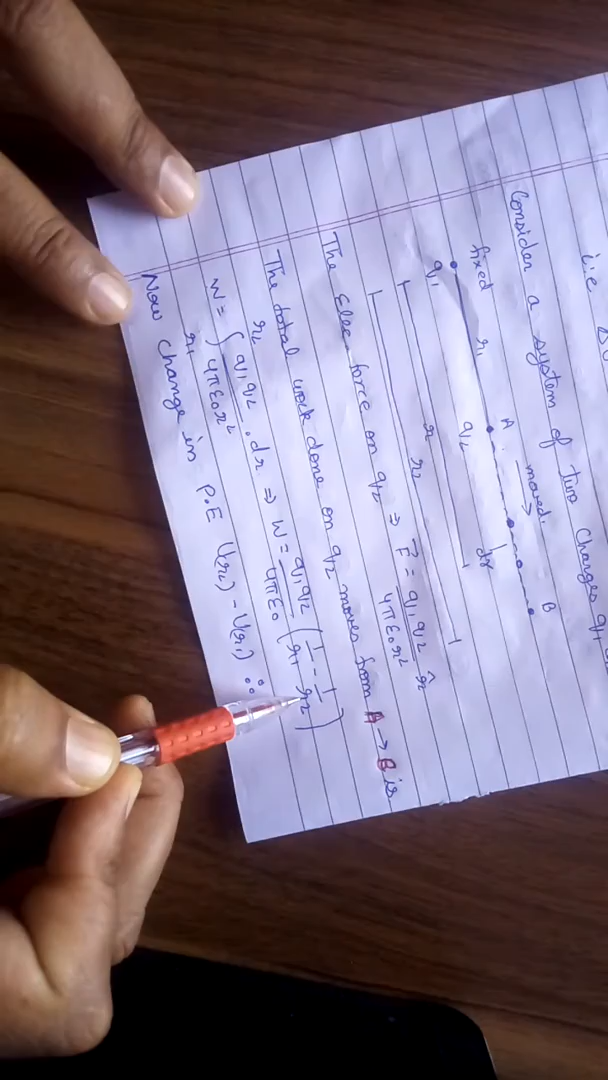 i.e
Consider a system of two charges q₁
fixed r₁ A moved. → B
q₁ q₂ dr
r
r₂
The Elec. force on q₂ ⇒ F⃗ = q₁q₂/4πε₀r² r̂
The total work done on q₂ moves from A → B is
W = ∫ᵣ₁^r₂ q₁q₂/4πε₀r² . dr ⇒ W = q₁q₂/4πε₀ (1/r₁ - 1/r₂)
Now change in P.E U(r₂) - U(r₁) ∴